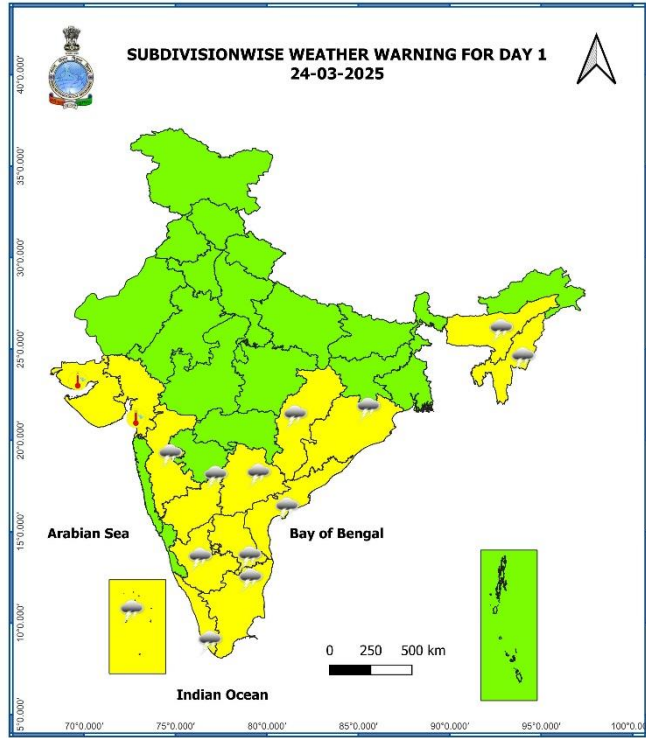 SUBDIVISIONWISE WEATHER WARNING FOR DAY 1
24-03-2025
40°0.000'
35°0.000'
30°0.000'
25°0.000'
20°0.000'
15°0.000'
10°0.000'
5°0.000'
Arabian Sea
Bay of Bengal
0 250 500 km
Indian Ocean
70°0.000' 75°0.000' 80°0.000' 85°0.000' 90°0.000' 95°0.000' 100°0.0